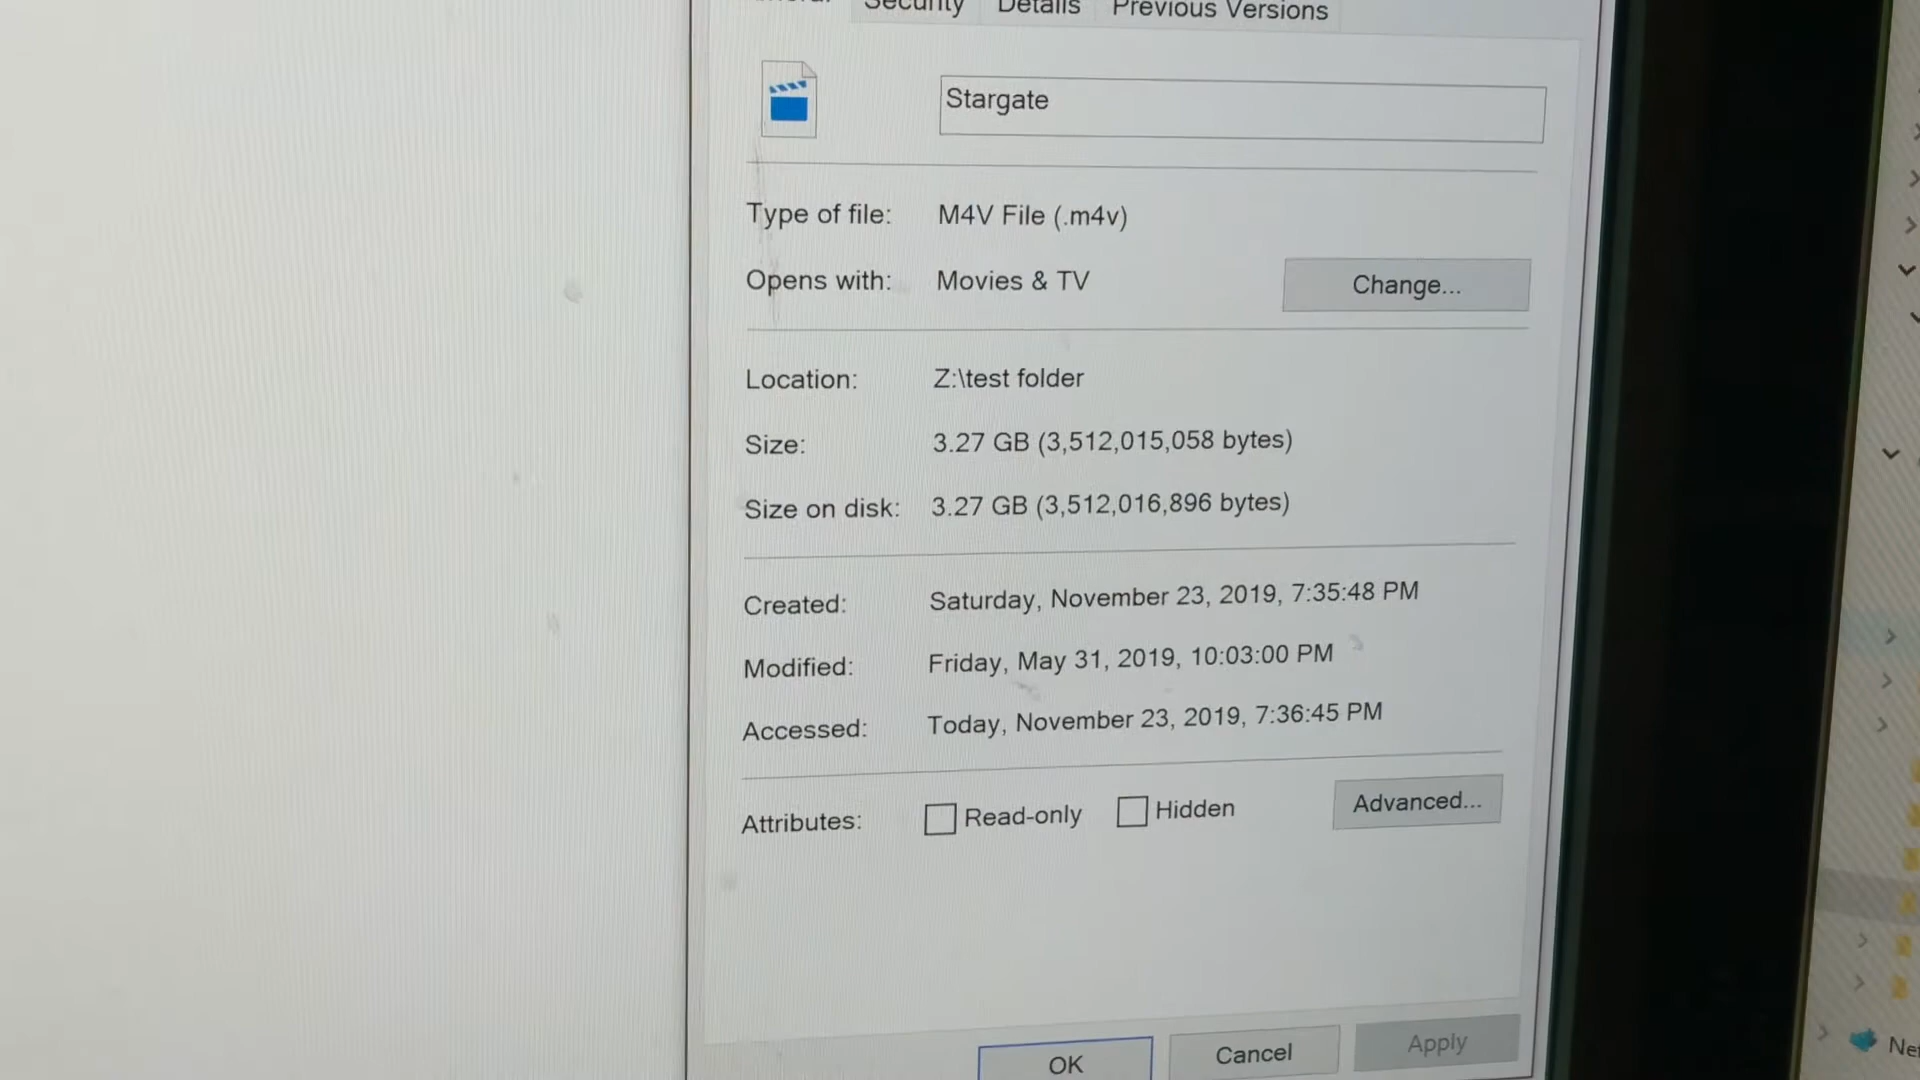 Security Details Previous Versions
Stargate
Type of file: M4V File (.m4v)
Opens with: Movies & TV Change...
Location: Z:\test folder
Size: 3.27 GB (3,512,015,058 bytes)
Size on disk: 3.27 GB (3,512,016,896 bytes)
Created: Saturday, November 23, 2019, 7:35:48 PM
Modified: Friday, May 31, 2019, 10:03:00 PM
Accessed: Today, November 23, 2019, 7:36:45 PM
Attributes: Read-only Hidden Advanced...
OK Cancel Apply